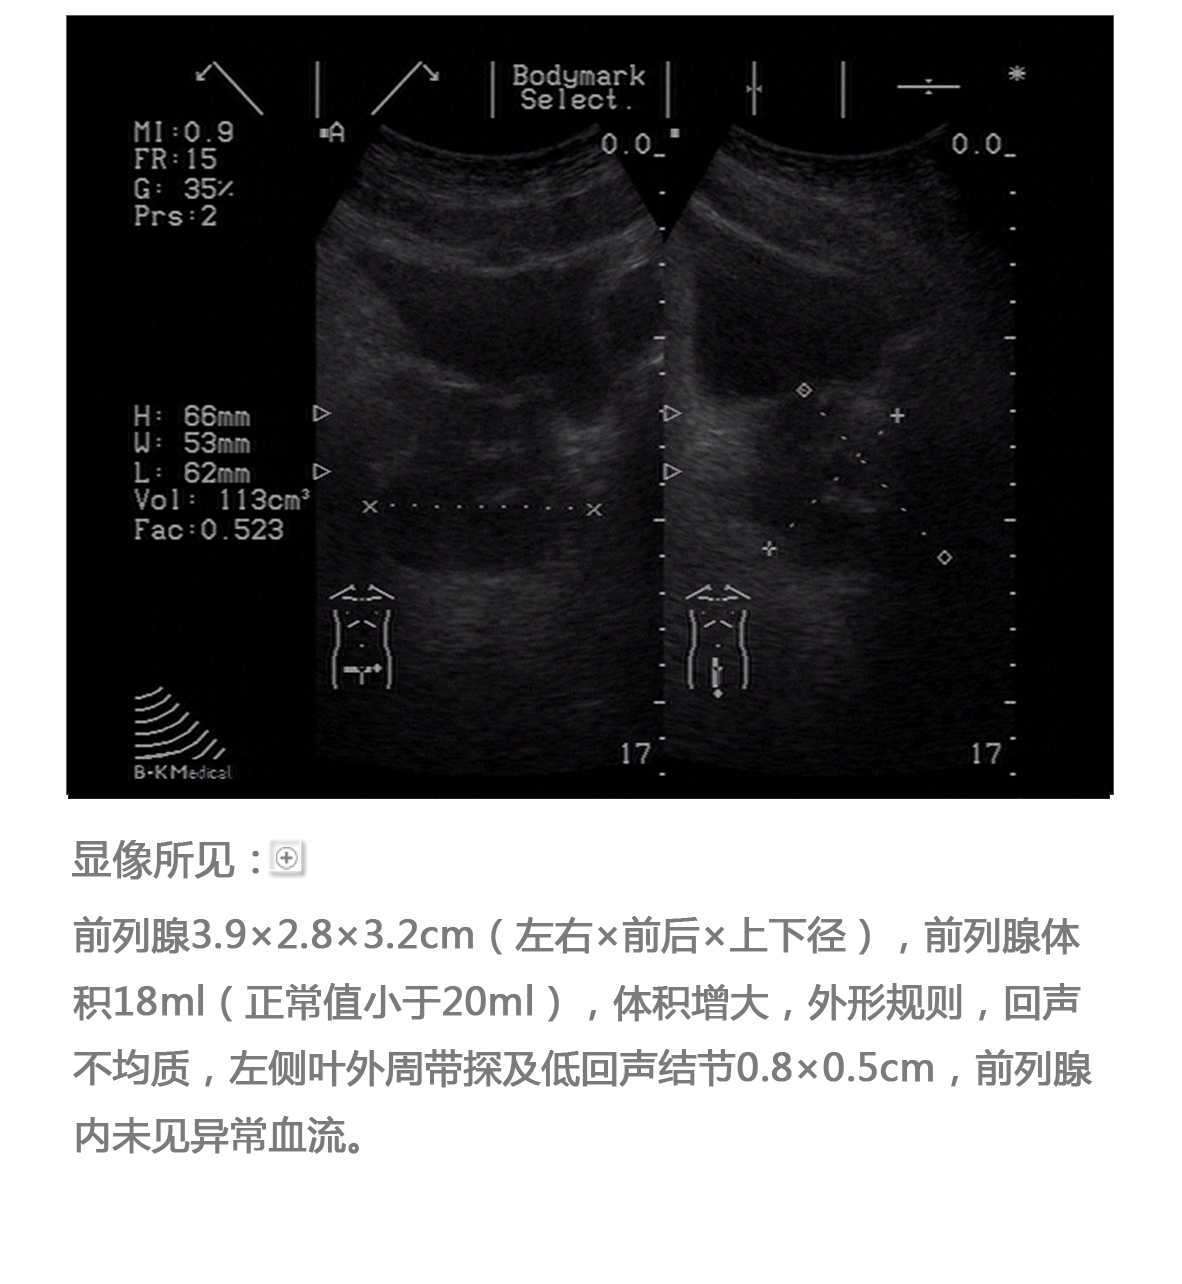 Bodymark
Select.
MI:0.9
FR:15
G: 35%
Prs:2
A
0.0
0.0
H: 66mm
W: 53mm
L: 62mm
Vol: 113cm³
Fac:0.523
17
17
B-K Medical
显像所见：
前列腺3.9×2.8×3.2cm（左右×前后×上下径），前列腺体
积18ml（正常值小于20ml），体积增大，外形规则，回声
不均质，左侧叶外周带探及低回声结节0.8×0.5cm，前列腺
内未见异常血流。